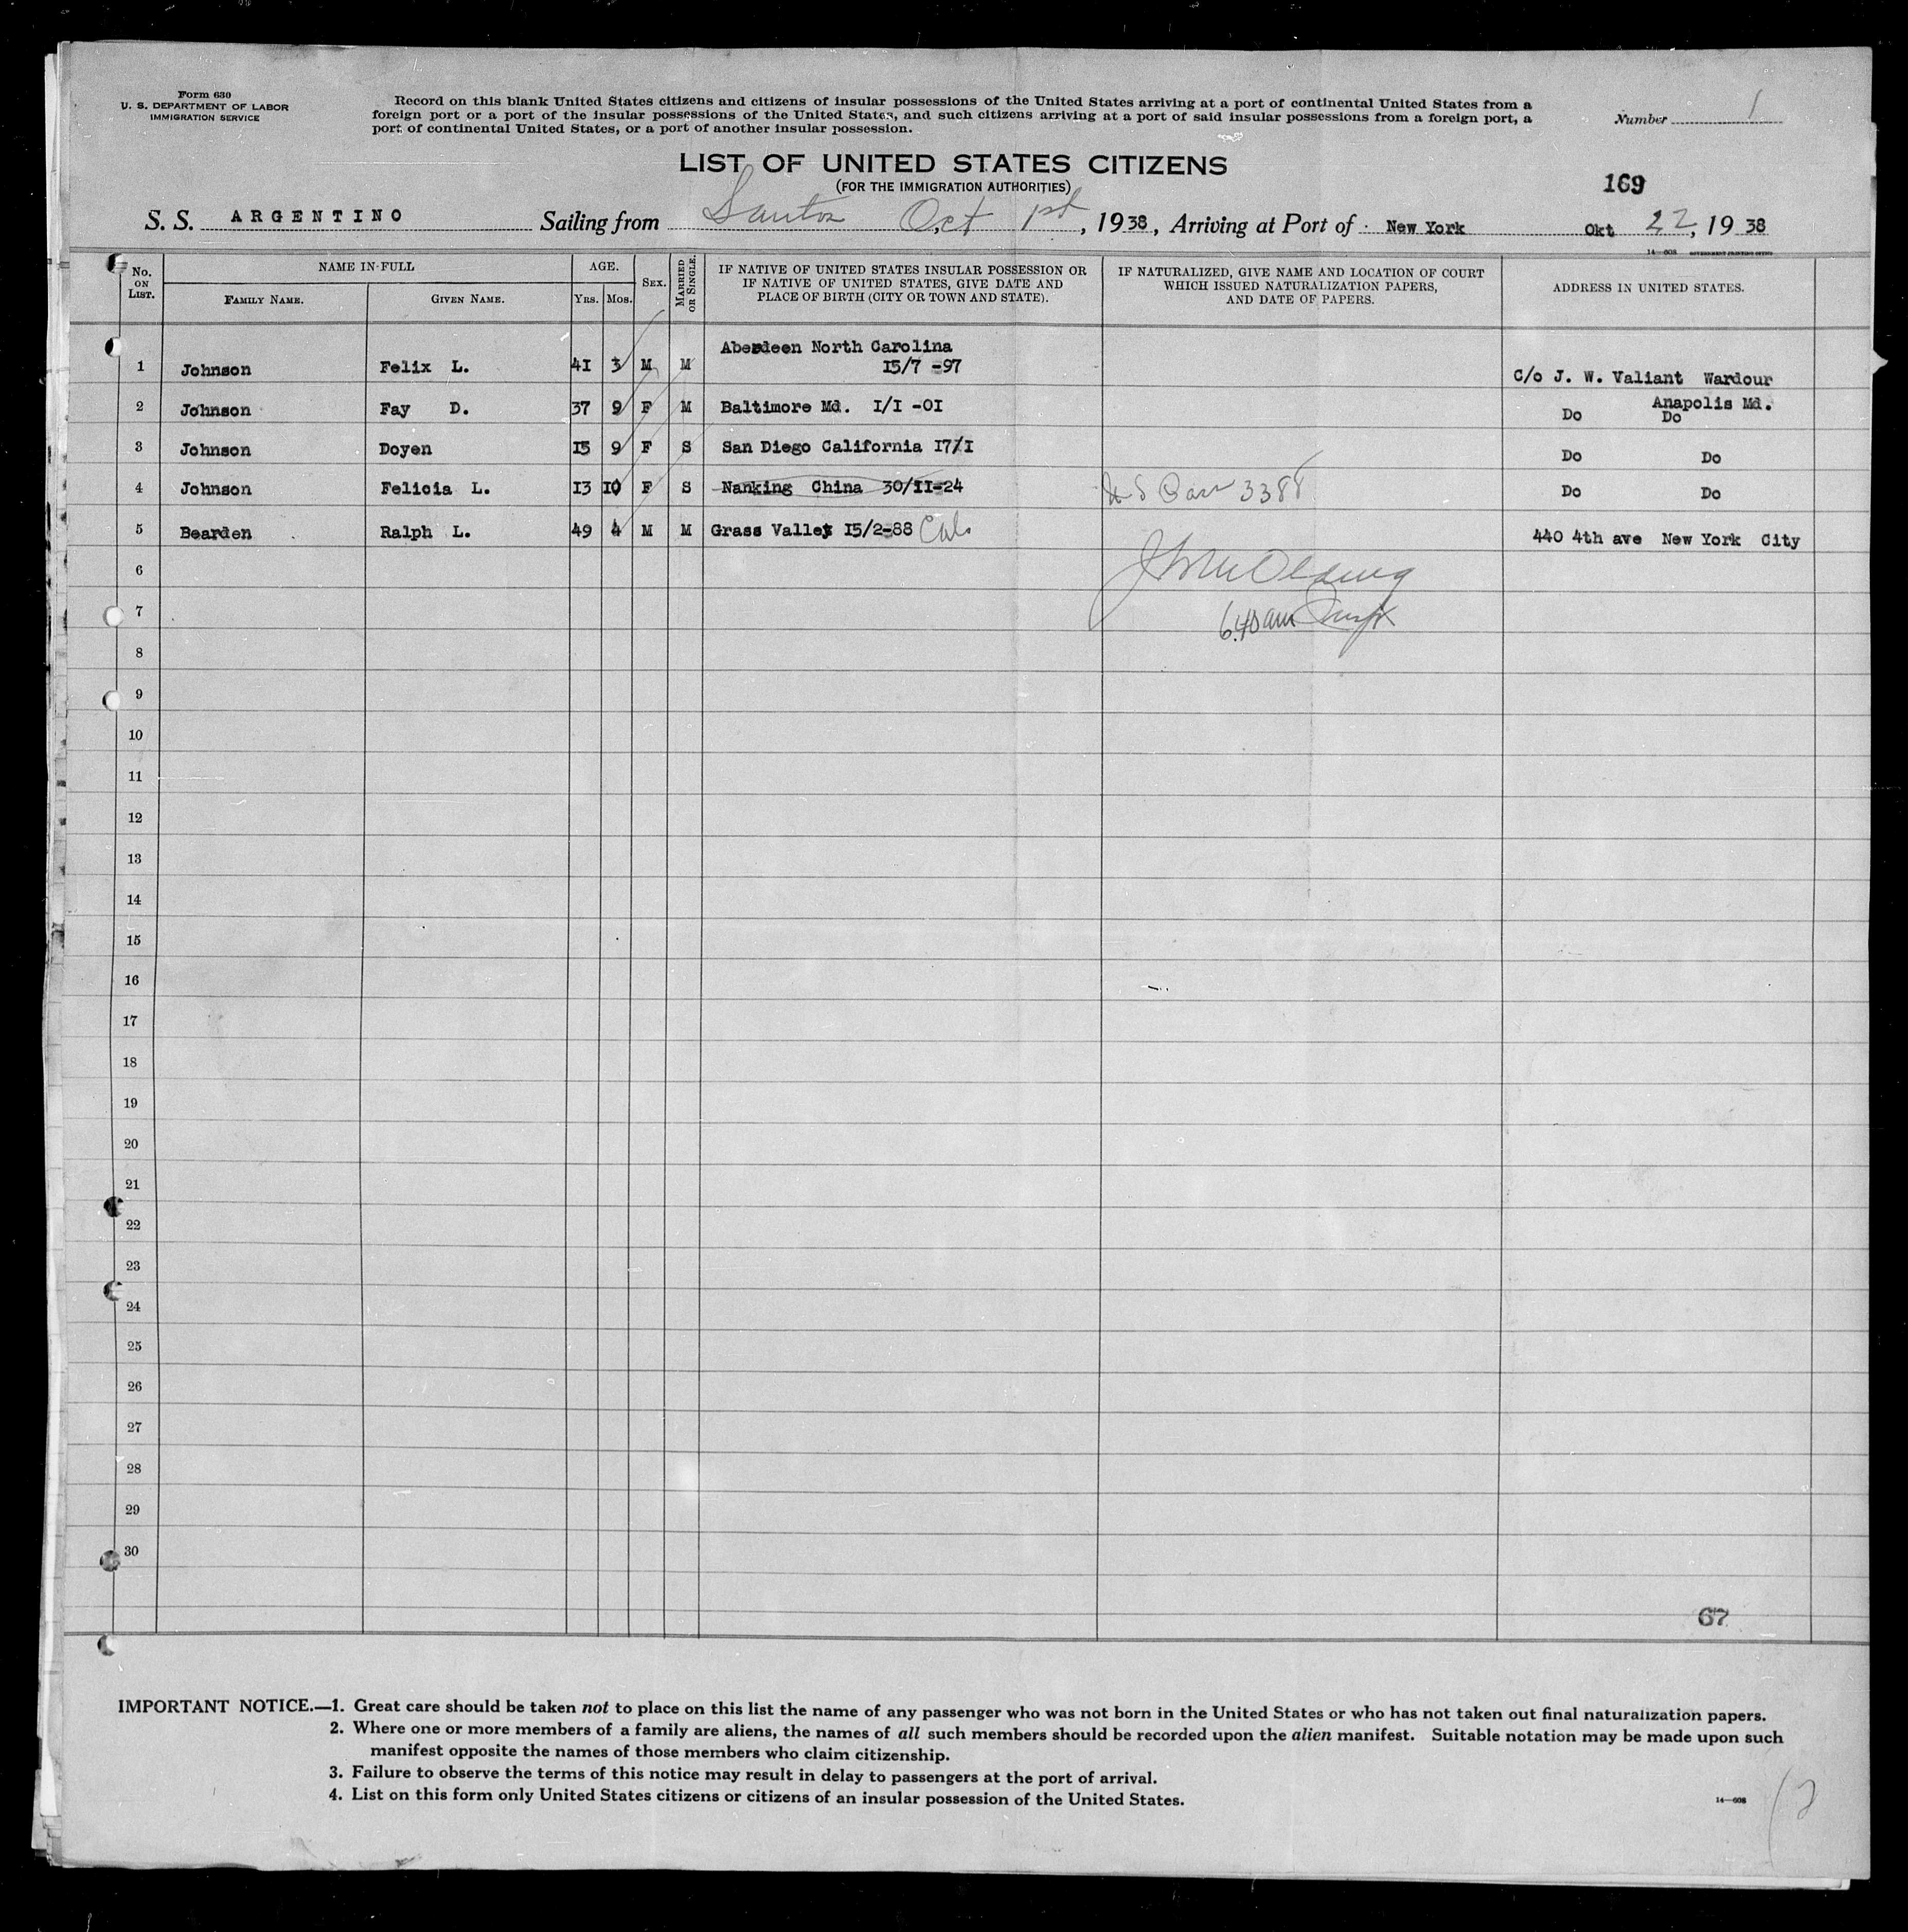 Form 630
U. S. DEPARTMENT OF LABOR
IMMIGRATION SERVICE
Record on this blank United States citizens and citizens of insular possessions of the United States arriving at a port of continental United States from a
foreign port or a port of the insular possessions of the United States, and such citizens arriving at a port of said insular possessions from a foreign port, a
port of continental United States, or a port of another insular possession.
Number 1
LIST OF UNITED STATES CITIZENS
(FOR THE IMMIGRATION AUTHORITIES)
169
S. S. ARGENTINO Sailing from Santos Oct 1st, 1938, Arriving at Port of New York Okt 22, 1938
14—608 GOVERNMENT PRINTING OFFICE
No. ON LIST. NAME IN FULL AGE. SEX. MARRIED OR SINGLE. IF NATIVE OF UNITED STATES INSULAR POSSESSION OR IF NATIVE OF UNITED STATES, GIVE DATE AND PLACE OF BIRTH (CITY OR TOWN AND STATE). IF NATURALIZED, GIVE NAME AND LOCATION OF COURT WHICH ISSUED NATURALIZATION PAPERS, AND DATE OF PAPERS. ADDRESS IN UNITED STATES.
FAMILY NAME. GIVEN NAME. YRS. MOS.
Aberdeen North Carolina
1 Johnson Felix L. 41 3 M M 15/7 -97 C/o J. W. Valiant Wardour
Anapolis Md.
2 Johnson Fay D. 37 9 F M Baltimore Md. I/I -OI Do Do
3 Johnson Doyen I5 9 F S San Diego California I7/I Do Do
4 Johnson Felicia L. I3 IO F S Nanking China 30/II-24 U S Pass 3388 Do Do
5 Bearden Ralph L. 49 4 M M Grass Valley I5/2-88 Cal. 440 4th ave New York City
6
7 6.40 am Insp
8
9
10
11
12
13
14
15
16
17
18
19
20
21
22
23
24
25
26
27
28
29
30
67
IMPORTANT NOTICE.—1. Great care should be taken not to place on this list the name of any passenger who was not born in the United States or who has not taken out final naturalization papers.
2. Where one or more members of a family are aliens, the names of all such members should be recorded upon the alien manifest. Suitable notation may be made upon such
manifest opposite the names of those members who claim citizenship.
3. Failure to observe the terms of this notice may result in delay to passengers at the port of arrival.
4. List on this form only United States citizens or citizens of an insular possession of the United States.
14—608